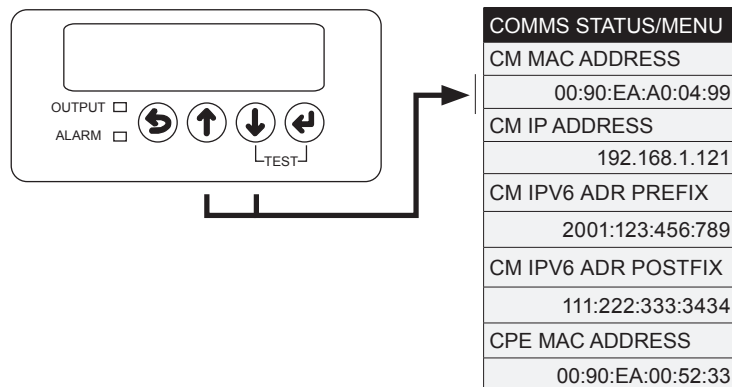 OUTPUT
ALARM
TEST
COMMS STATUS/MENU
CM MAC ADDRESS
00:90:EA:A0:04:99
CM IP ADDRESS
192.168.1.121
CM IPV6 ADR PREFIX
2001:123:456:789
CM IPV6 ADR POSTFIX
111:222:333:3434
CPE MAC ADDRESS
00:90:EA:00:52:33